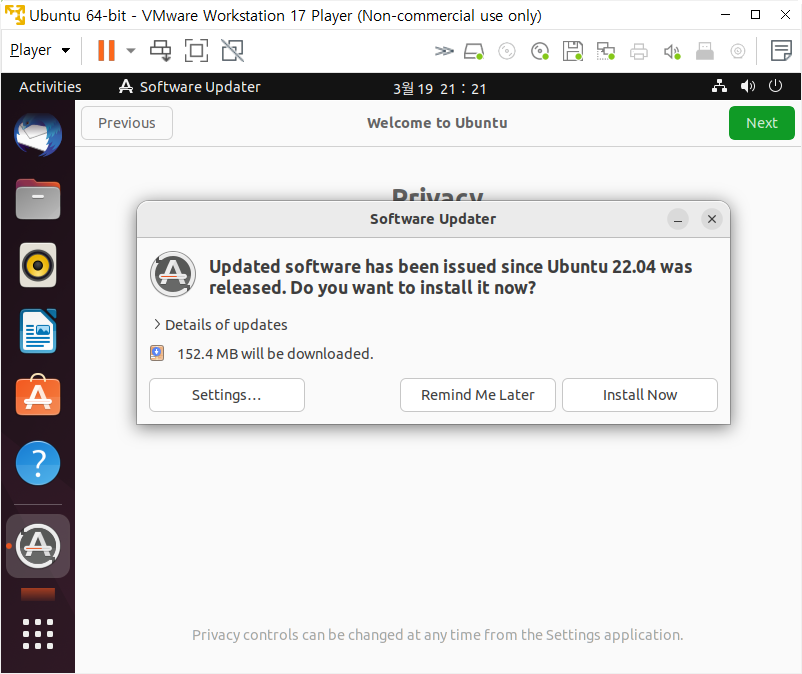 Ubuntu 64-bit - VMware Workstation 17 Player (Non-commercial use only)
Player
Activities Software Updater 3월 19 21 : 21
Previous Welcome to Ubuntu Next
Privacy
Software Updater
Updated software has been issued since Ubuntu 22.04 was
released. Do you want to install it now?
Details of updates
152.4 MB will be downloaded.
Settings… Remind Me Later Install Now
Privacy controls can be changed at any time from the Settings application.